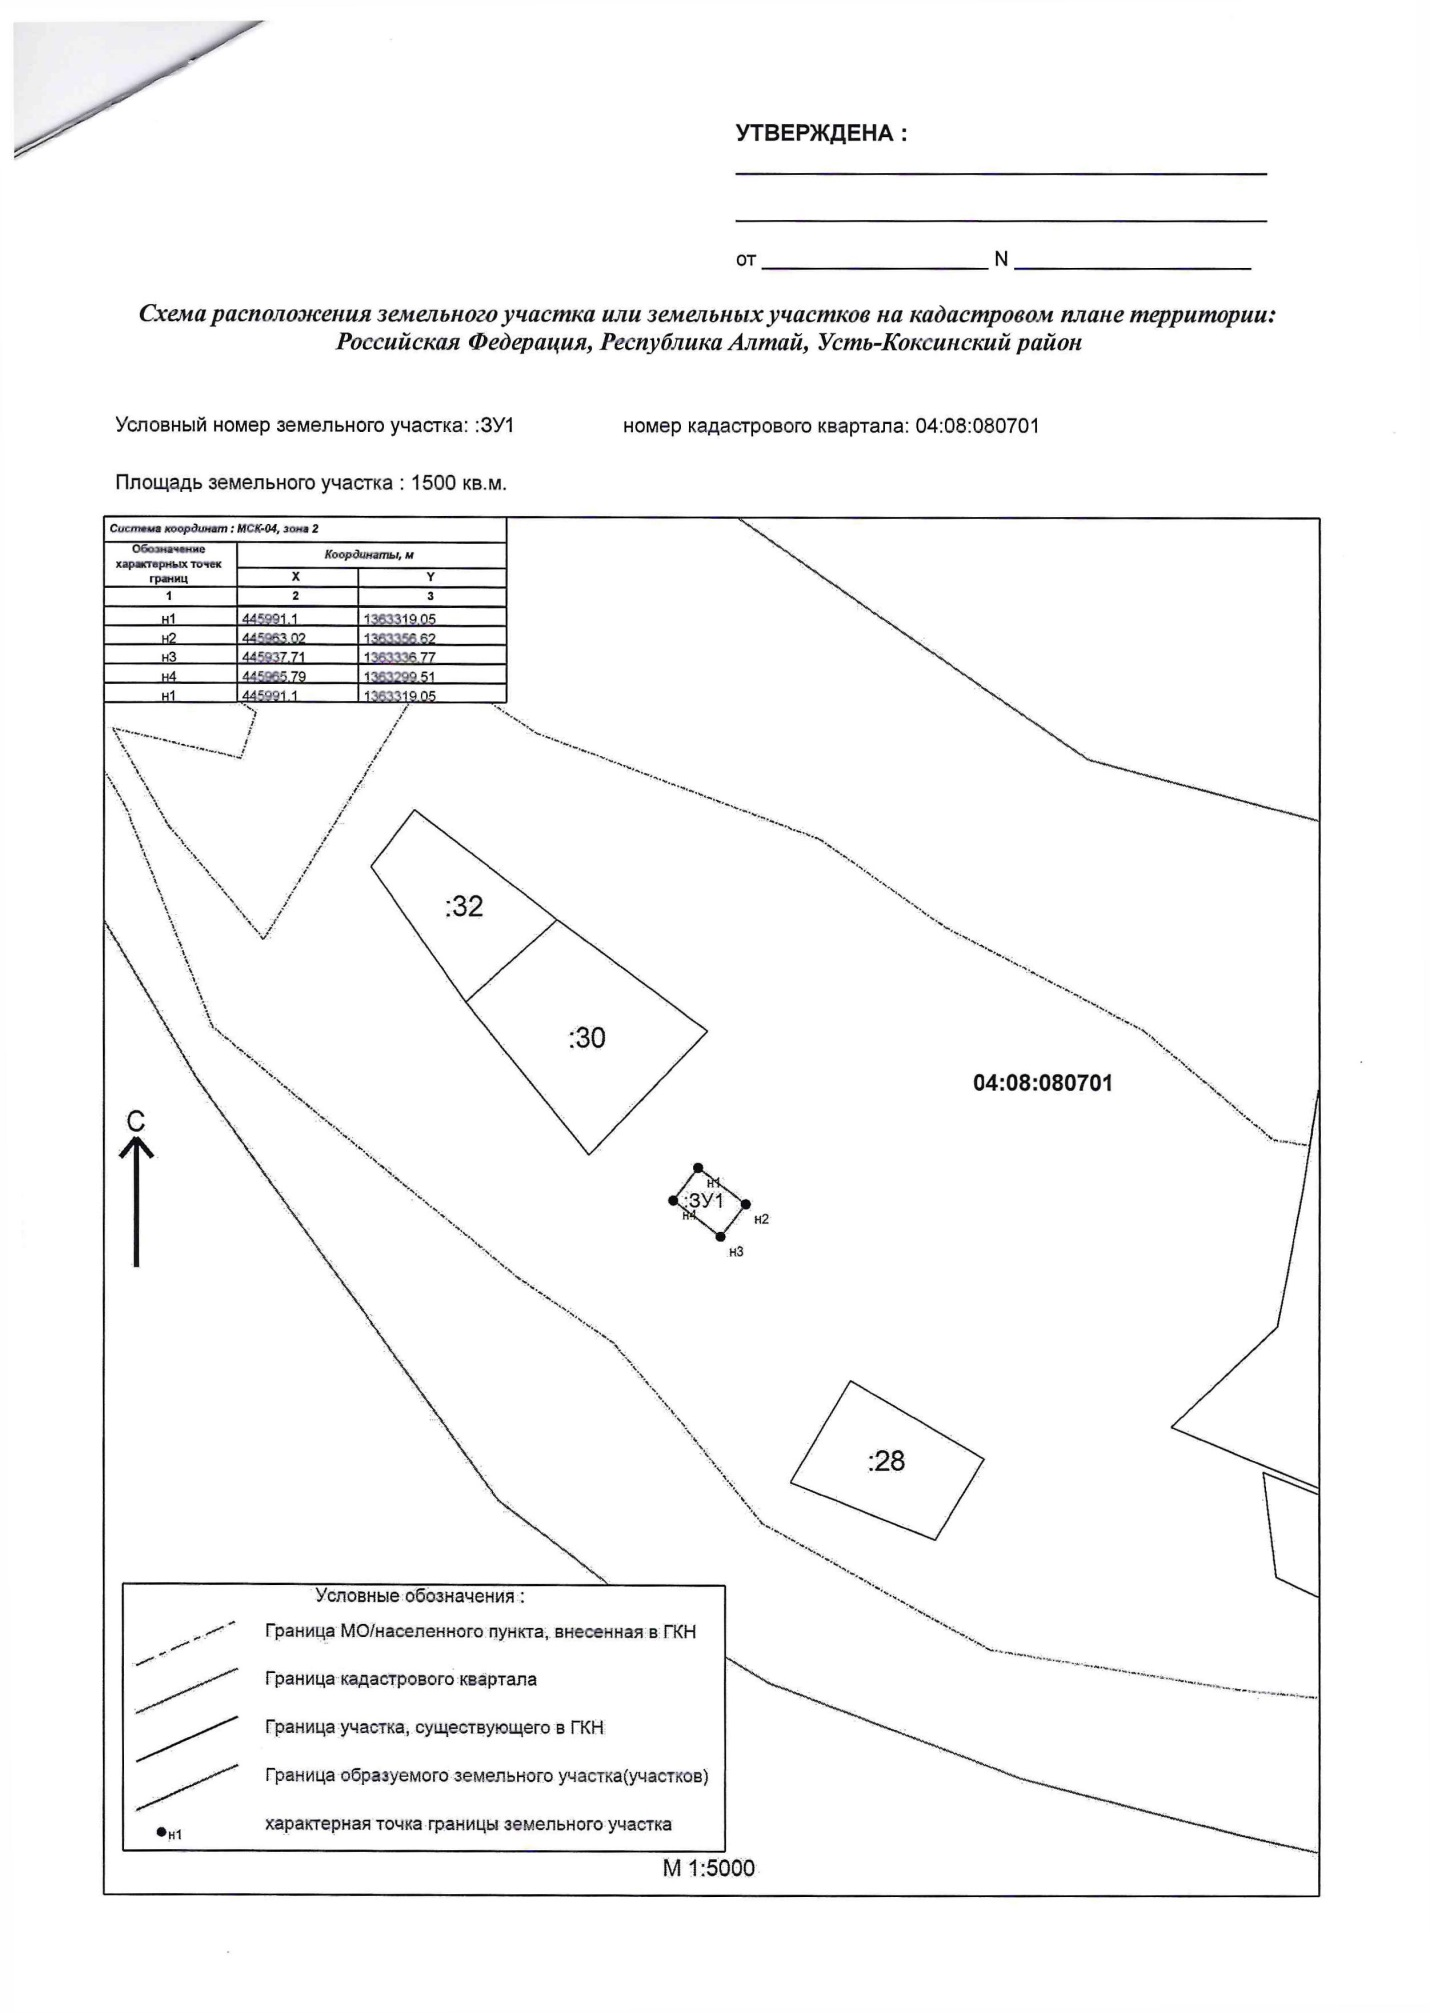 УТВЕРЖДЕНА :
от N
Схема расположения земельного участка или земельных участков на кадастровом плане территории:
Российская Федерация, Республика Алтай, Усть-Коксинский район
Условный номер земельного участка: :ЗУ1 номер кадастрового квартала: 04:08:080701
Площадь земельного участка : 1500 кв.м.
Система координат : МСК-04, зона 2
Обозначение характерных точек границ Координаты, м
X Y
1 2 3
н1 445991.1 1363319.05
н2 445963.02 1363356.62
н3 445937.71 1363336.77
н4 445965.79 1363299.51
н1 445991.1 1363319.05
:32
:30
04:08:080701
С
н1
:ЗУ1
н4
н2
н3
:28
Условные обозначения :
Граница МО/населенного пункта, внесенная в ГКН
Граница кадастрового квартала
Граница участка, существующего в ГКН
Граница образуемого земельного участка(участков)
н1 характерная точка границы земельного участка
М 1:5000